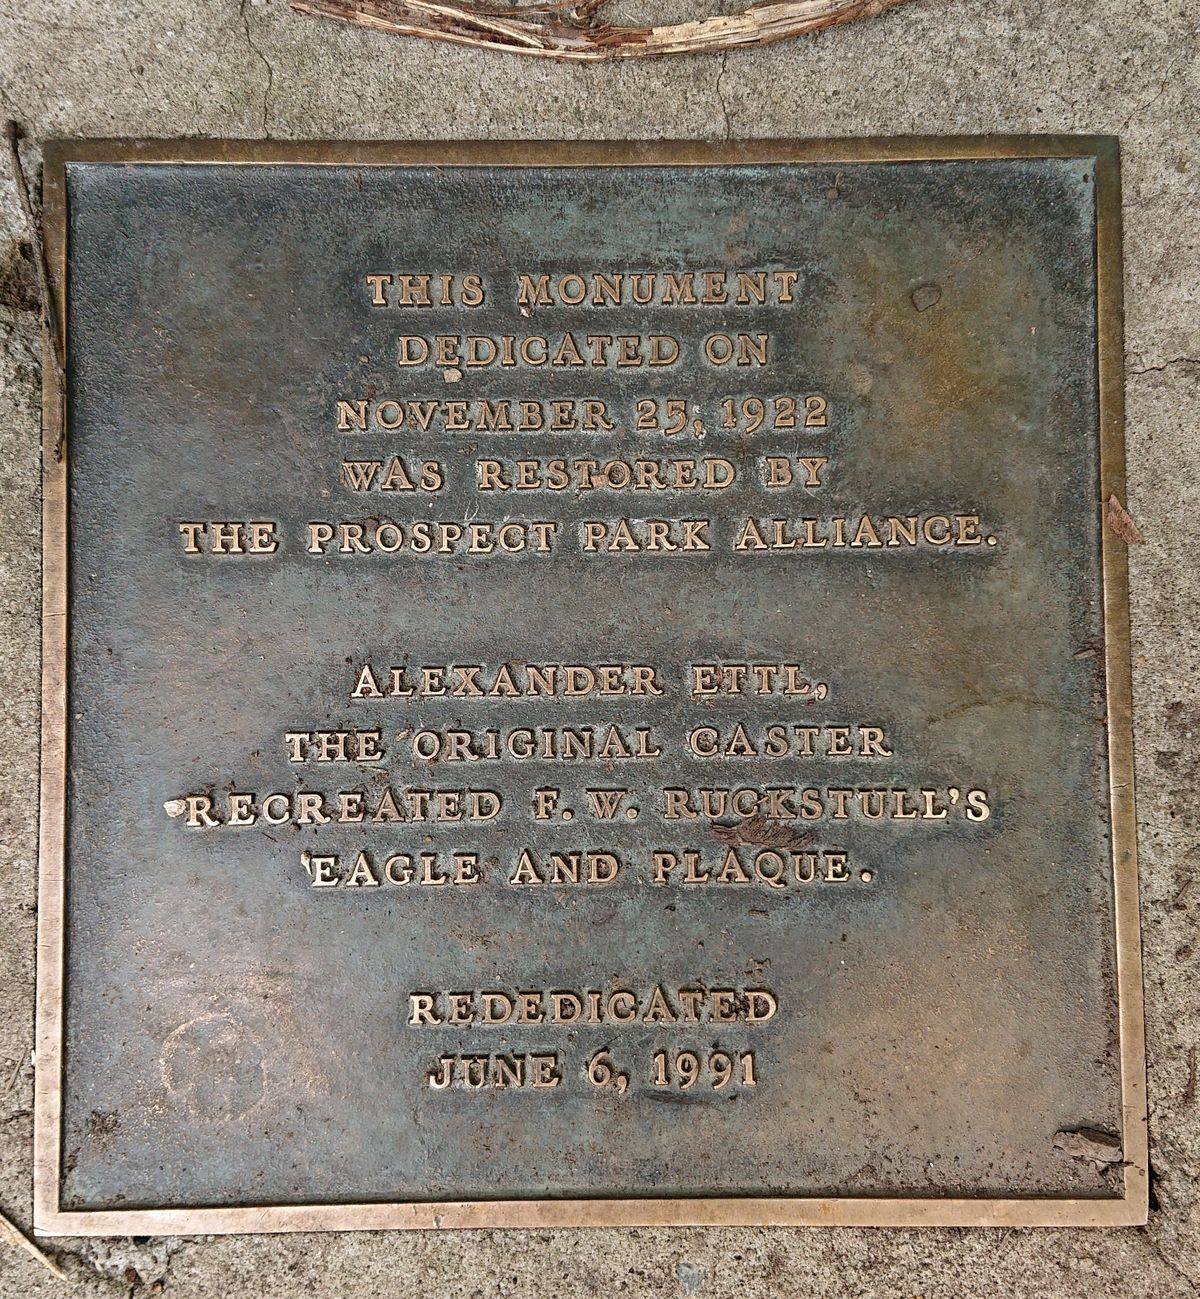 THIS MONUMENT
DEDICATED ON
NOVEMBER 25, 1922
WAS RESTORED BY
THE PROSPECT PARK ALLIANCE.
ALEXANDER ETTL,
THE ORIGINAL CASTER
RECREATED F. W. RUCKSTULL'S
EAGLE AND PLAQUE.
REDEDICATED
JUNE 6, 1991